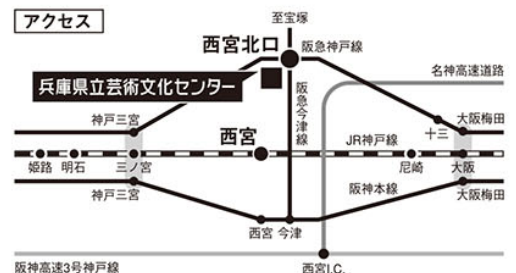 アクセス
至宝塚
西宮北口
阪急神戸線
名神高速道路
兵庫県立芸術文化センター
阪急今津線
神戸三宮
十三
大阪梅田
西宮
JR神戸線
姫路
明石
三ノ宮
尼崎
大阪
神戸三宮
阪神本線
大阪梅田
西宮
今津
阪神高速3号神戸線
西宮I.C.